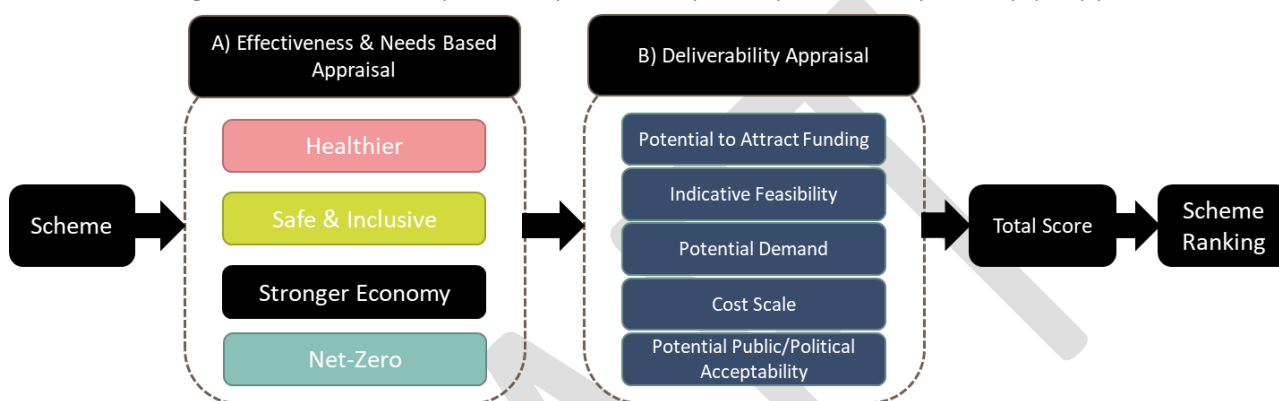 A) Effectiveness & Needs Based
Appraisal
B) Deliverability Appraisal
Healthier
Safe & Inclusive
Stronger Economy
Net-Zero
Potential to Attract Funding
Indicative Feasibility
Potential Demand
Cost Scale
Potential Public/Political
Acceptability
Scheme
Total Score
Scheme
Ranking